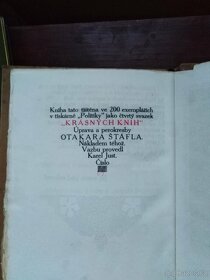 Kniha tato tištěna ve 200 exemplářích
v tiskárně „Politiky" jako čtvrtý svazek
„KRÁSNÝCH KNIH"
Úprava a perokresby
OTAKARA ŠTÁFLA.
Nákladem téhož.
Vazbu provedl
Karel Just.
Číslo